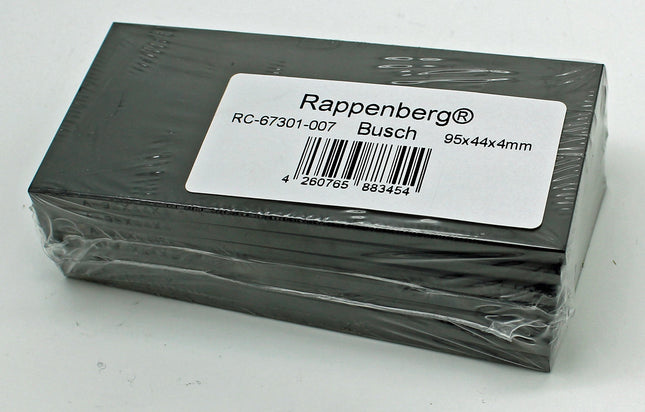 Rappenberg®
RC-67301-007 Busch 95x44x4mm
4 260765 883454